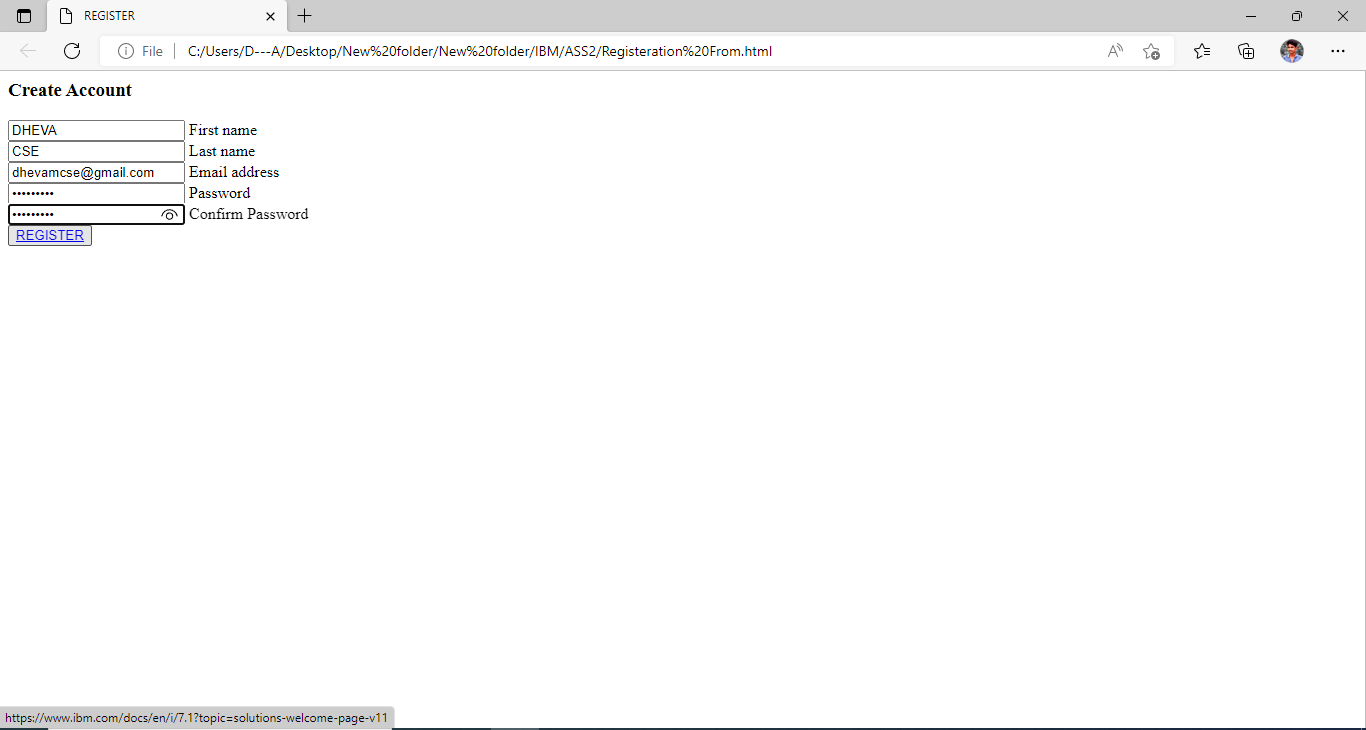 REGISTER
File C:/Users/D---A/Desktop/New%20folder/New%20folder/IBM/ASS2/Registeration%20From.html
Create Account
DHEVA First name
CSE Last name
dhevamcse@gmail.com Email address
••••••••• Password
••••••••• Confirm Password
REGISTER
https://www.ibm.com/docs/en/i/7.1?topic=solutions-welcome-page-v11